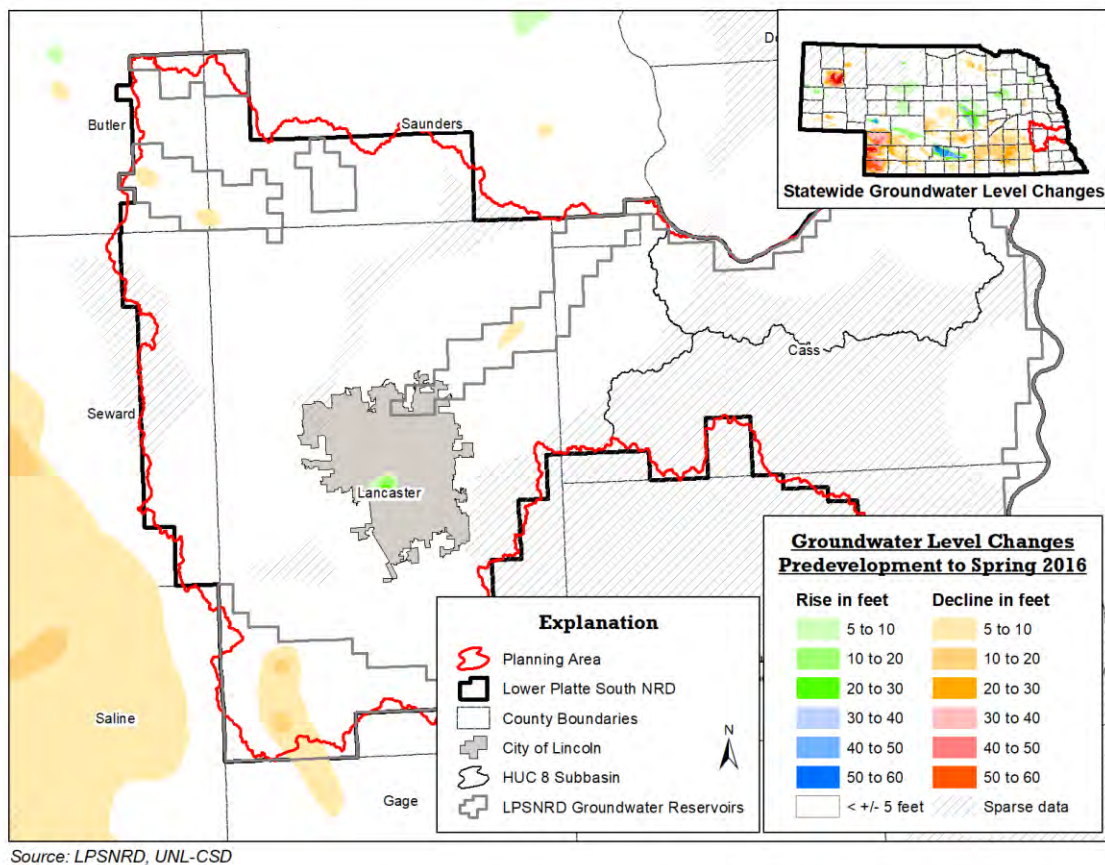 Butler
Saunders
Statewide Groundwater Level Changes
Cass
Seward
Lancaster
Saline
Gage
Explanation
Planning Area
Lower Platte South NRD
County Boundaries
City of Lincoln
HUC 8 Subbasin
LPSNRD Groundwater Reservoirs
N
Groundwater Level Changes
Predevelopment to Spring 2016
Rise in feet Decline in feet
5 to 10 5 to 10
10 to 20 10 to 20
20 to 30 20 to 30
30 to 40 30 to 40
40 to 50 40 to 50
50 to 60 50 to 60
< +/- 5 feet Sparse data
Source: LPSNRD, UNL-CSD